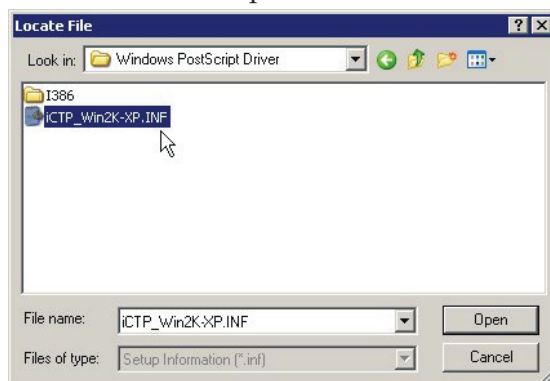 Locate File
Look in: Windows PostScript Driver
I386
iCTP_Win2K-XP.INF
File name: iCTP_Win2K-XP.INF Open
Files of type: Setup Information (*.inf) Cancel